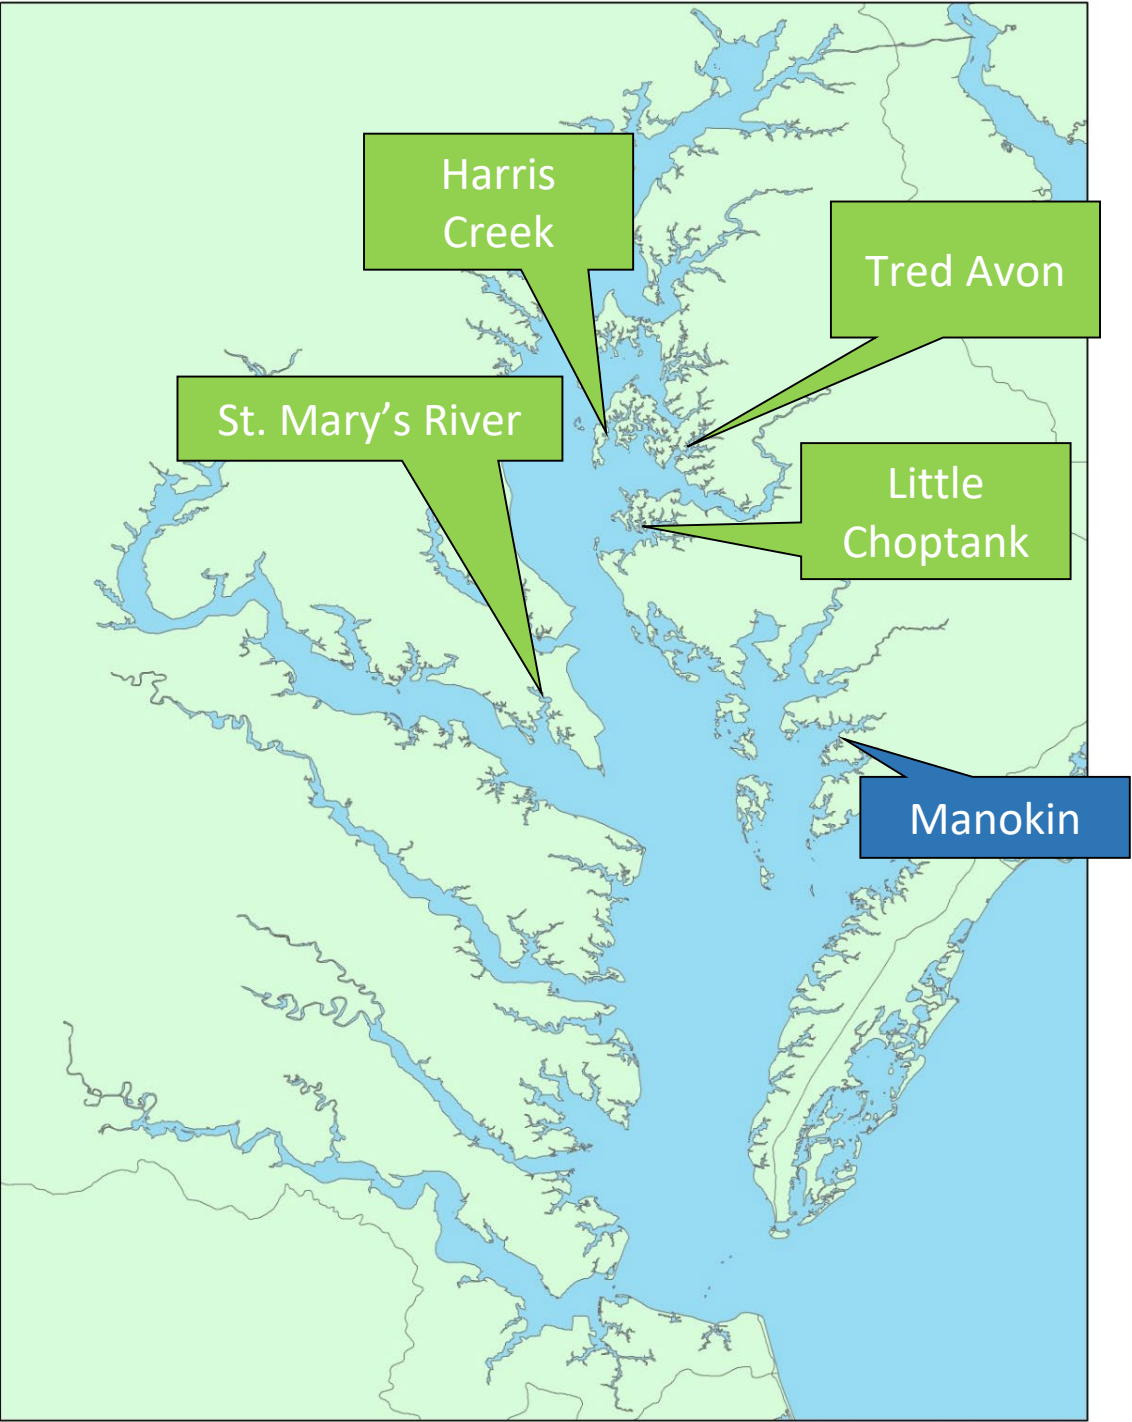 Harris
Creek
Tred Avon
St. Mary’s River
Little
Choptank
Manokin